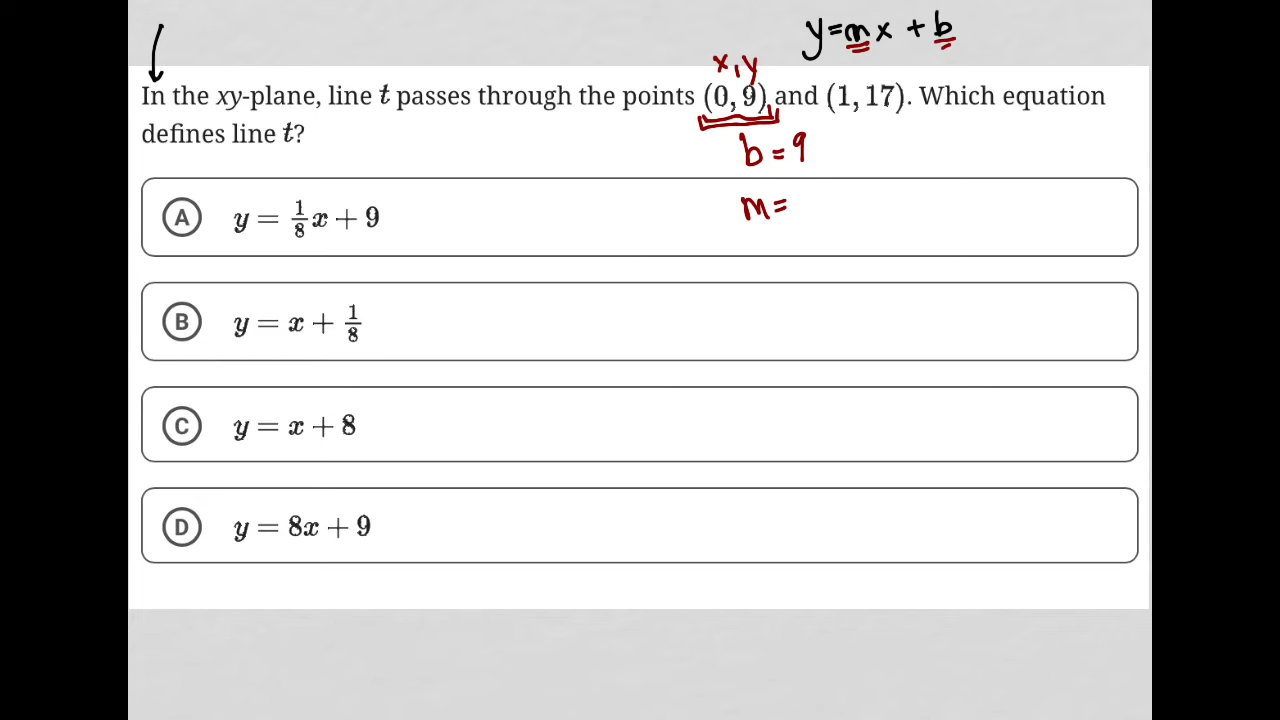 y=mx+b
x,y
In the xy-plane, line t passes through the points (0, 9) and (1, 17). Which equation
defines line t?
b=9
m=
A y = 1/8 x + 9
B y = x + 1/8
C y = x + 8
D y = 8x + 9